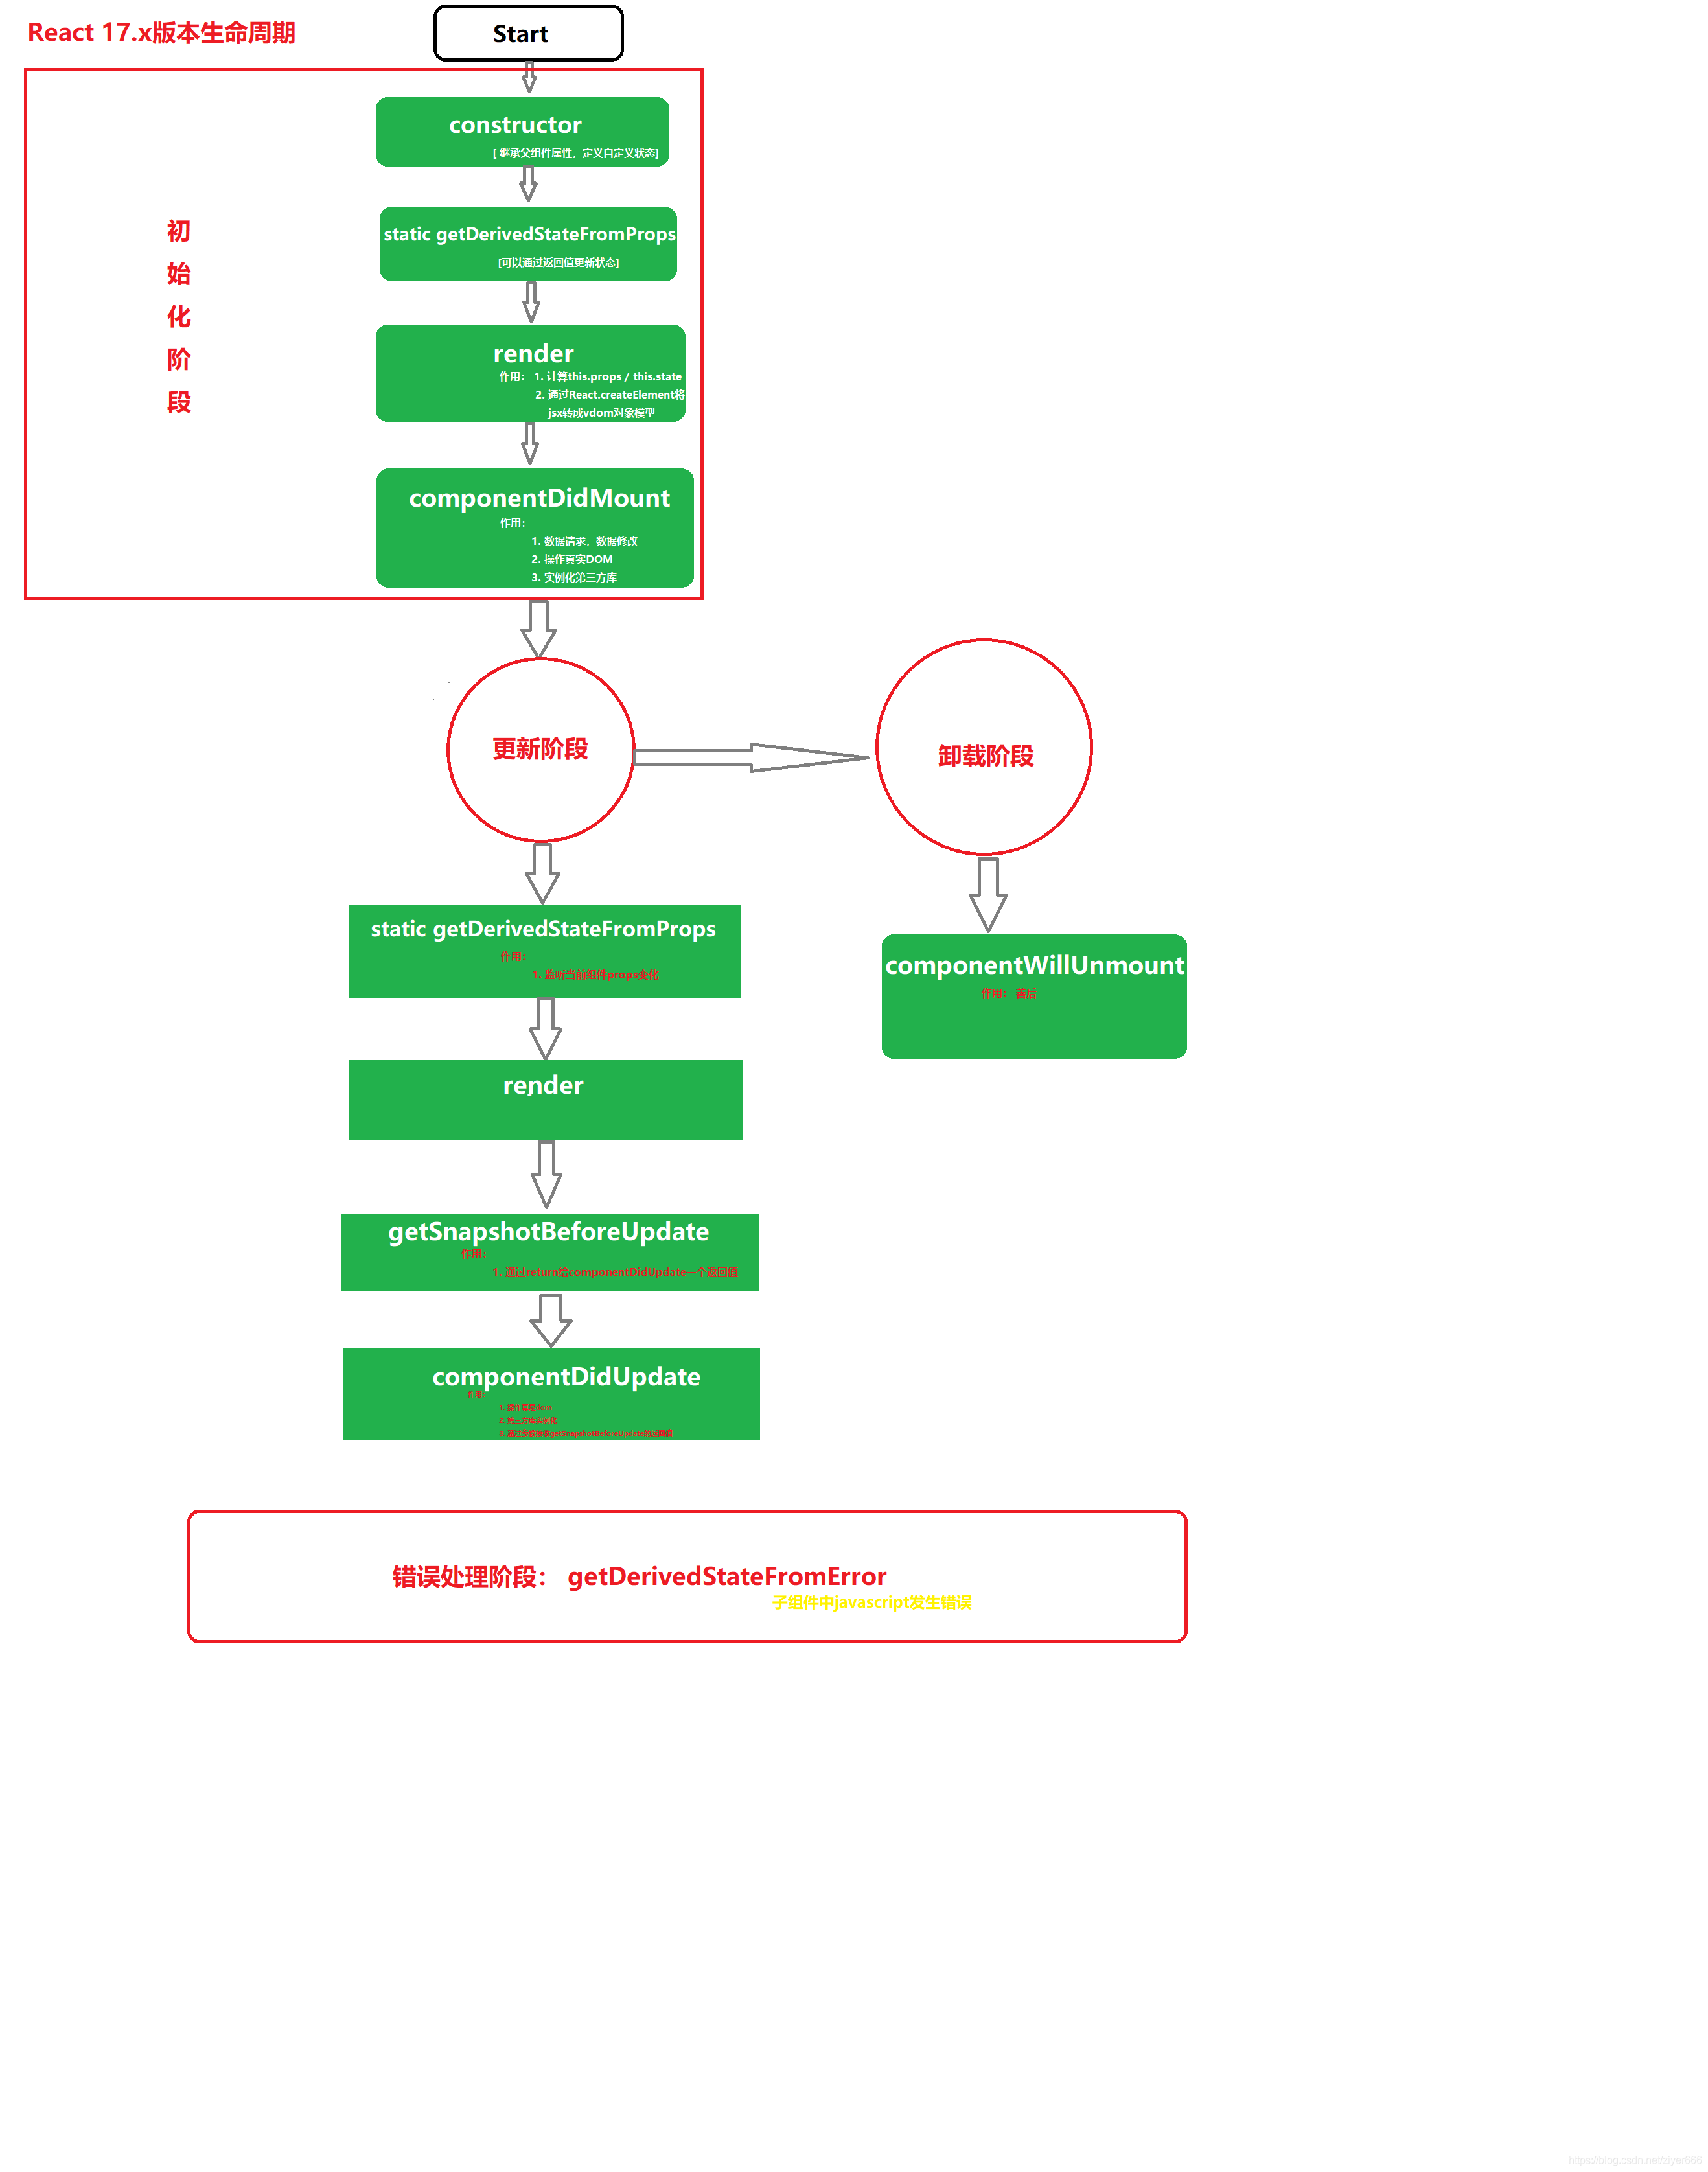 React 17.x版本生命周期
Start
初
始
化
阶
段
constructor
[ 继承父组件属性，定义自定义状态]
static getDerivedStateFromProps
[可以通过返回值更新状态]
render
作用： 1. 计算this.props / this.state
2. 通过React.createElement将
jsx转成vdom对象模型
componentDidMount
作用：
1. 数据请求，数据修改
2. 操作真实DOM
3. 实例化第三方库
更新阶段
卸载阶段
static getDerivedStateFromProps
作用：
1. 监听当前组件props变化
componentWillUnmount
作用： 善后
render
getSnapshotBeforeUpdate
作用：
1. 通过return给componentDidUpdate一个返回值
componentDidUpdate
作用：
1. 操作真是dom
2. 第三方库实例化
3. 通过参数接收getSnapshotBeforeUpdate的返回值
错误处理阶段： getDerivedStateFromError
子组件中javascript发生错误